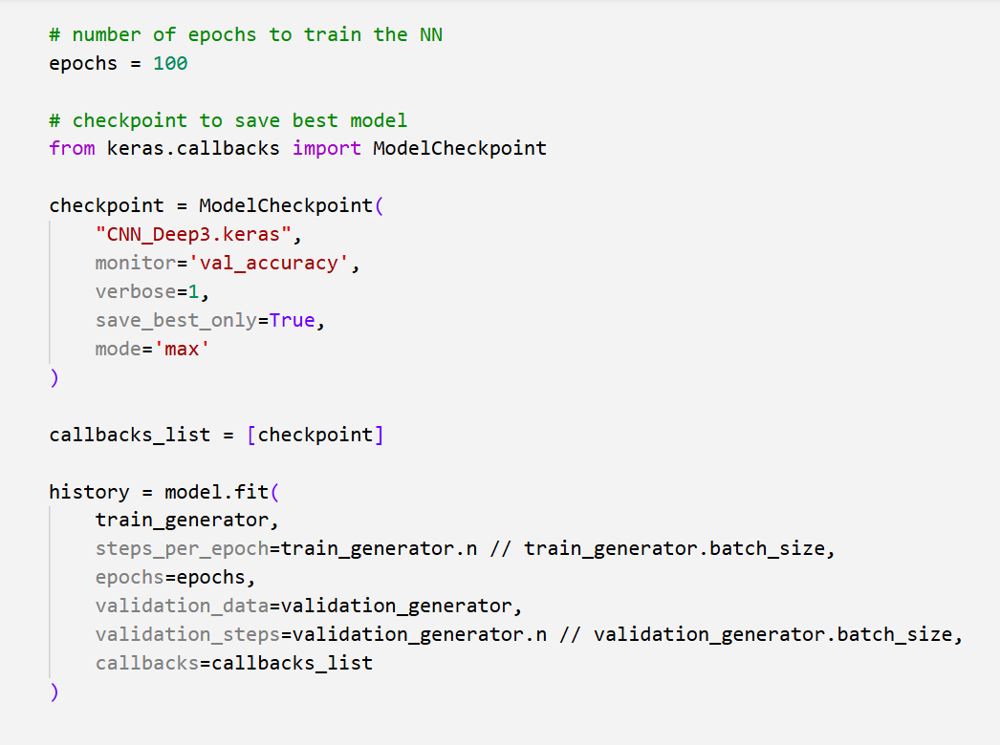 # number of epochs to train the NN
epochs = 100
# checkpoint to save best model
from keras.callbacks import ModelCheckpoint
checkpoint = ModelCheckpoint(
    "CNN_Deep3.keras",
    monitor='val_accuracy',
    verbose=1,
    save_best_only=True,
    mode='max'
)
callbacks_list = [checkpoint]
history = model.fit(
    train_generator,
    steps_per_epoch=train_generator.n // train_generator.batch_size,
    epochs=epochs,
    validation_data=validation_generator,
    validation_steps=validation_generator.n // validation_generator.batch_size,
    callbacks=callbacks_list
)